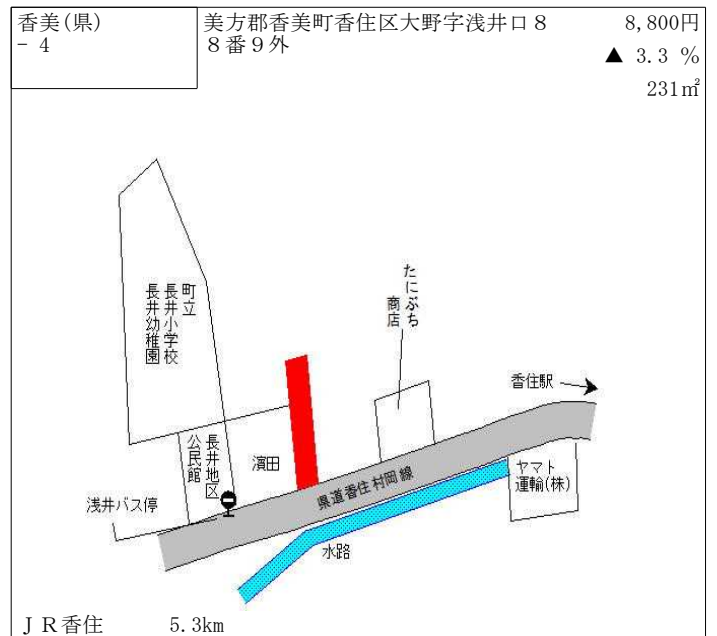 香美(県)
- 4
美方郡香美町香住区大野字浅井口８
８番９外
8,800円
▲ 3.3 %
231㎡
町立
長井小学校
長井幼稚園
たにぶち
商店
香住駅
長井地区
公民館
濱田
県道香住村岡線
ヤマト
運輸(株)
浅井バス停
水路
ＪＲ香住 5.3km